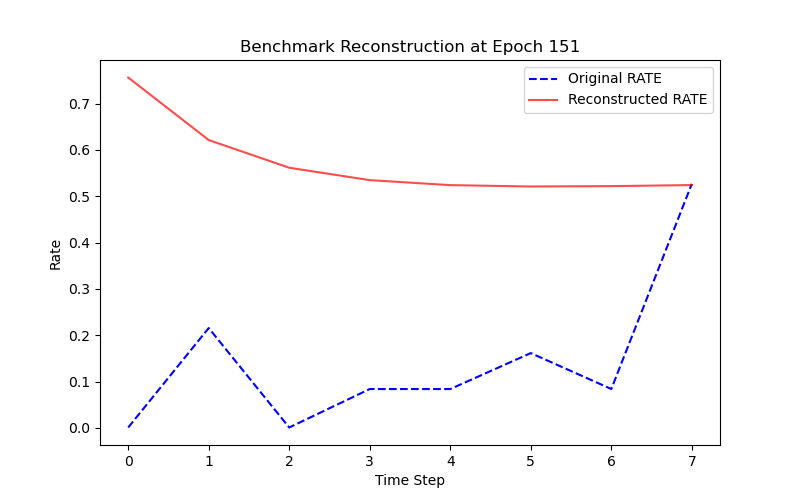 Benchmark Reconstruction at Epoch 151
Original RATE
Reconstructed RATE
0.7
0.6
0.5
0.4
0.3
0.2
0.1
0.0
Rate
0 1 2 3 4 5 6 7
Time Step